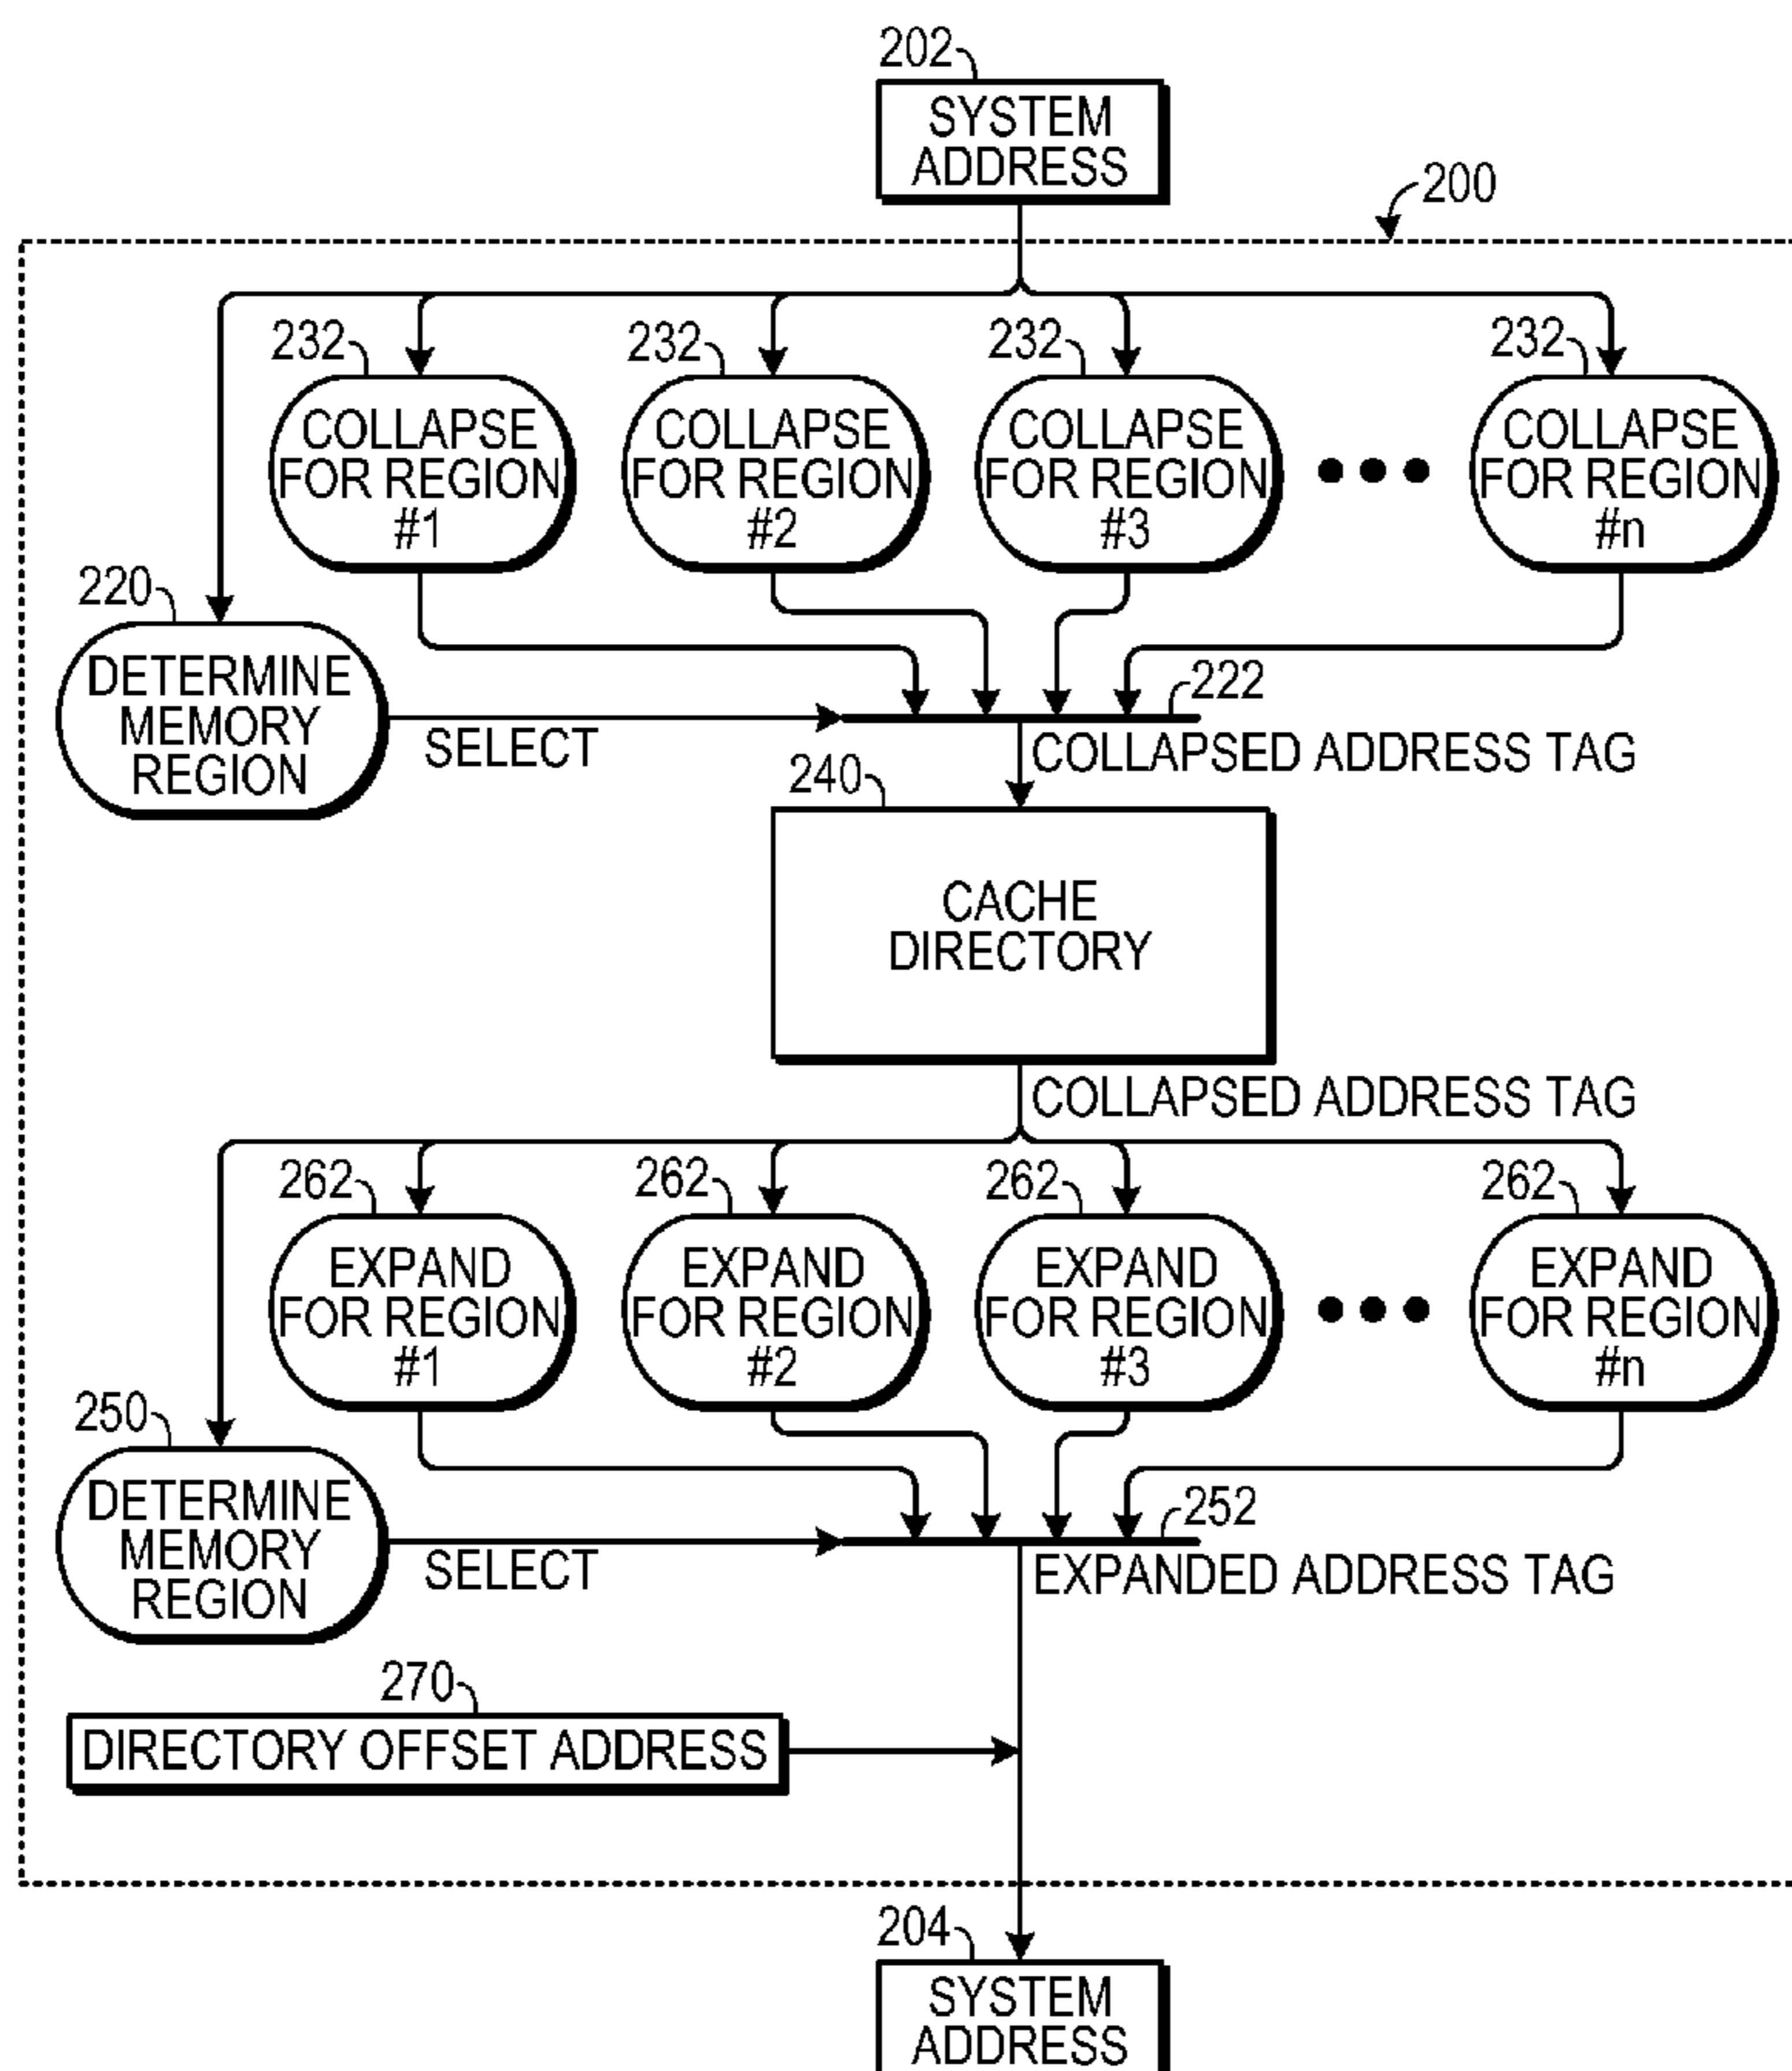 202
SYSTEM
ADDRESS
200
232
232
232
232
COLLAPSE
FOR REGION
#1
COLLAPSE
FOR REGION
#2
COLLAPSE
FOR REGION
#3
COLLAPSE
FOR REGION
#n
220
DETERMINE
MEMORY
REGION
SELECT
222
COLLAPSED ADDRESS TAG
240
CACHE
DIRECTORY
COLLAPSED ADDRESS TAG
262
262
262
262
EXPAND
FOR REGION
#1
EXPAND
FOR REGION
#2
EXPAND
FOR REGION
#3
EXPAND
FOR REGION
#n
250
DETERMINE
MEMORY
REGION
SELECT
252
EXPANDED ADDRESS TAG
270
DIRECTORY OFFSET ADDRESS
204
SYSTEM
ADDRESS